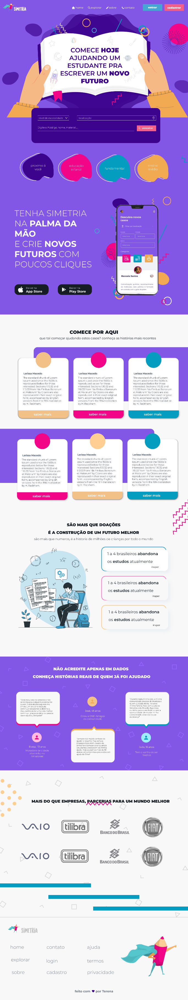 SiMETRiA
home
explorar
sobre
contato
entrar
cadastrar
COMECE HOJE
AJUDANDO UM
ESTUDANTE PRA
ESCREVER UM NOVO
FUTURO
nível de escolaridade
localização
Digite o #código, nome, material...
pesquisar
proximo á
você
educação
infantil
fundamental
ensino
médio
TENHA SIMETRIA
NA PALMA DA
MÃO
E CRIE NOVOS
FUTUROS COM
POUCOS CLIQUES
Baixar na
App Store
Baixar na
Play Store
Descubra novos
casos
Filtrar por localização
Categorias
Manoela Santos
Comunicação química, reconhecimento
de moléculas, tubo polínico é formado
em contato com o grão de pólen
COMECE POR AQUI
que tal começar ajudando estes casos? conheça as histórias mais recentes
Larissa Macedo
The standard chunk of Lorem
Ipsum used since the 1500s is
reproduced below for those
interested. Sections 1.10.32 and
1.10.33 from "de Finibus Bonorum
et Malorum" by Cicero are also
reproduced in their exact original
form, accompanied by English
versions from the 1914 translation
by H. Rackham.
saber mais
Larissa Macedo
The standard chunk of Lorem
Ipsum used since the 1500s is
reproduced below for those
interested. Sections 1.10.32 and
1.10.33 from "de Finibus Bonorum
et Malorum" by Cicero are also
reproduced in their exact original
form, accompanied by English
versions from the 1914 translation
by H. Rackham.
saber mais
Larissa Macedo
The standard chunk of Lorem
Ipsum used since the 1500s is
reproduced below for those
interested. Sections 1.10.32 and
1.10.33 from "de Finibus Bonorum
et Malorum" by Cicero are also
reproduced in their exact original
form, accompanied by English
versions from the 1914 translation
by H. Rackham.
saber mais
Larissa Macedo
The standard chunk of Lorem
Ipsum used since the 1500s is
reproduced below for those
interested. Sections 1.10.32 and
1.10.33 from "de Finibus Bonorum
et Malorum" by Cicero are also
reproduced in their exact original
form, accompanied by English
versions from the 1914 translation
by H. Rackham.
saber mais
Larissa Macedo
The standard chunk of Lorem
Ipsum used since the 1500s is
reproduced below for those
interested. Sections 1.10.32 and
1.10.33 from "de Finibus Bonorum
et Malorum" by Cicero are also
reproduced in their exact original
form, accompanied by English
versions from the 1914 translation
by H. Rackham.
saber mais
Larissa Macedo
The standard chunk of Lorem
Ipsum used since the 1500s is
reproduced below for those
interested. Sections 1.10.32 and
1.10.33 from "de Finibus Bonorum
et Malorum" by Cicero are also
reproduced in their exact original
form, accompanied by English
versions from the 1914 translation
by H. Rackham.
saber mais
SÃO MAIS QUE DOAÇÕES
É A CONSTRUÇÃO DE UM FUTURO MELHOR
são mais que numeros, é a historia de milhões de crianças por todo o mundo
f(x)
√x
x-y
x²
(x,y)
π
1 a 4 brasileiros abandona
os estudos atualmente
insper
1 a 4 brasileiros abandona
os estudos atualmente
insper
1 a 4 brasileiros abandona
os estudos atualmente
insper
NÃO ACREDITE APENAS EM DADOS
CONHEÇA HISTÓRIAS REAIS DE QUEM JÁ FOI AJUDADO
Eloisa, 13 anos
Moradora de cidade
ribeirinha no
Amazonas
José, 45 anos
Criou a ONG Amigos
da comunidade
Julio, 16 anos
Tem o sonho de ser
medico
MAIS DO QUE EMPRESAS, PARCERIAS PARA UM MUNDO MELHOR
VAIO
tilibra
BANCO DO BRASIL
FIAT
VAIO
tilibra
BANCO DO BRASIL
FIAT
SiMETRiA
home
contato
ajuda
explorar
login
termos
sobre
cadastro
privacidade
feito com
por Terena